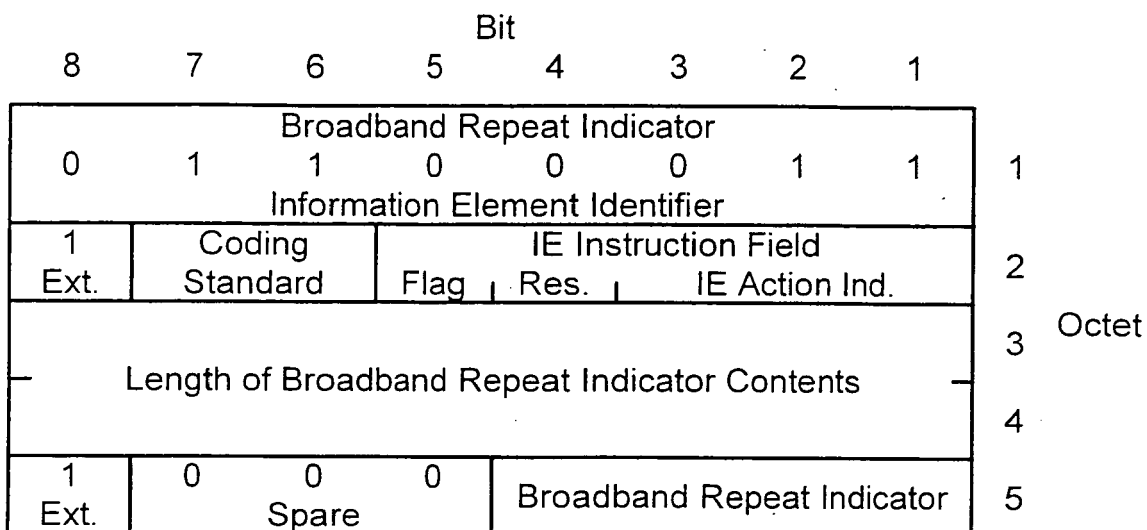 Bit
8 7 6 5 4 3 2 1
Broadband Repeat Indicator
0 1 1 0 0 0 1 1 1
Information Element Identifier
1 Coding IE Instruction Field
Ext. Standard Flag Res. IE Action Ind. 2
3 Octet
Length of Broadband Repeat Indicator Contents
4
1 0 0 0 Broadband Repeat Indicator 5
Ext. Spare